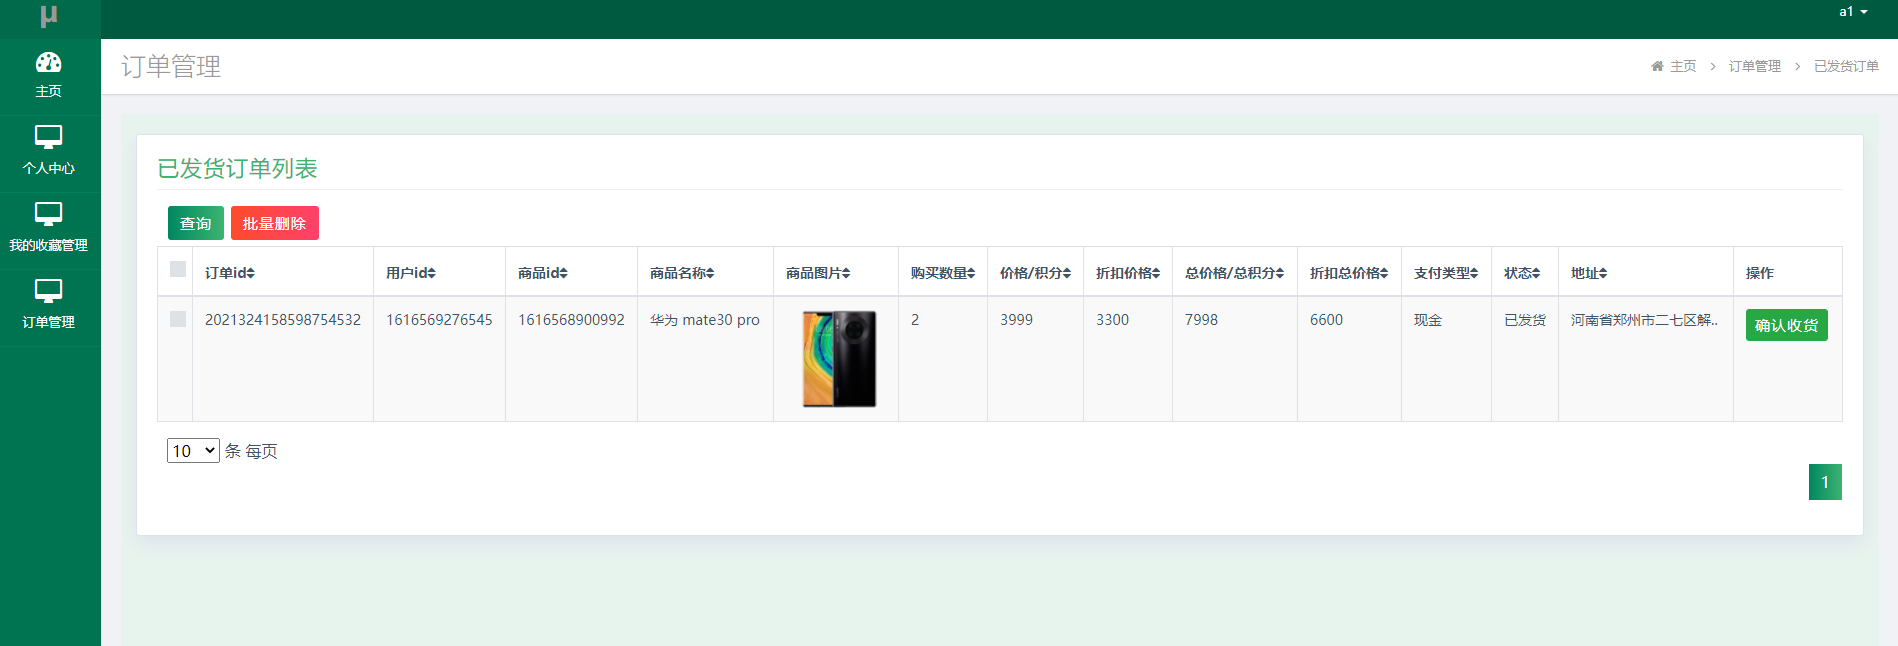 µ
a1
主页
个人中心
我的收藏管理
订单管理
订单管理
主页 > 订单管理 > 已发货订单
已发货订单列表
查询 批量删除
订单id 用户id 商品id 商品名称 商品图片 购买数量 价格/积分 折扣价格 总价格/总积分 折扣总价格 支付类型 状态 地址 操作
2021324158598754532 1616569276545 1616568900992 华为 mate30 pro 2 3999 3300 7998 6600 现金 已发货 河南省郑州市二七区解.. 确认收货
10 条 每页
1